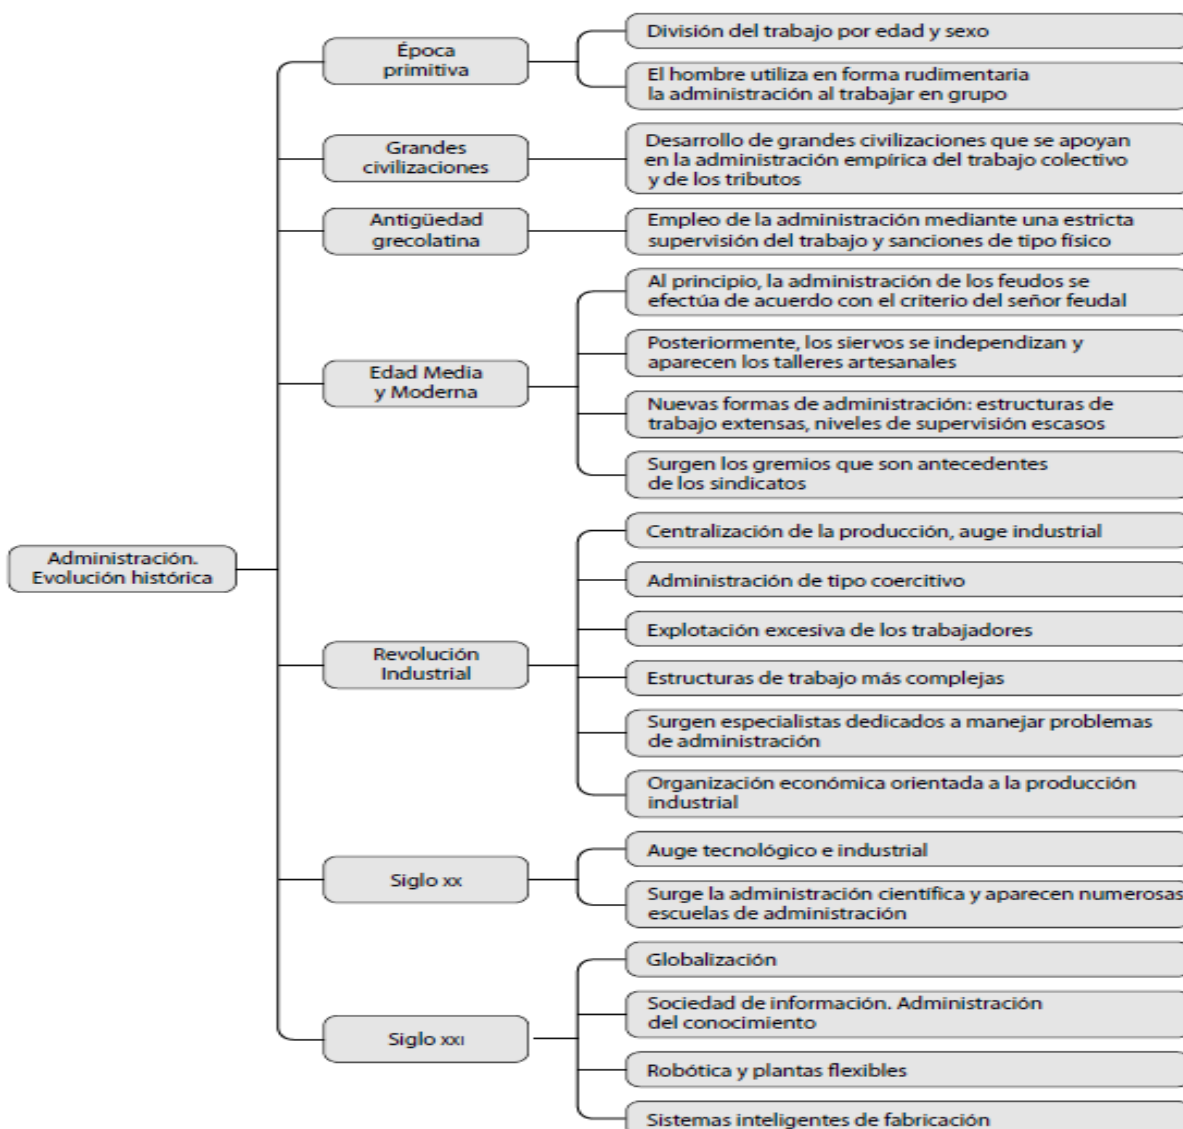 Administración.
Evolución histórica
Época
primitiva
División del trabajo por edad y sexo
El hombre utiliza en forma rudimentaria
la administración al trabajar en grupo
Grandes
civilizaciones
Desarrollo de grandes civilizaciones que se apoyan
en la administración empírica del trabajo colectivo
y de los tributos
Antigüedad
grecolatina
Empleo de la administración mediante una estricta
supervisión del trabajo y sanciones de tipo físico
Edad Media
y Moderna
Al principio, la administración de los feudos se
efectúa de acuerdo con el criterio del señor feudal
Posteriormente, los siervos se independizan y
aparecen los talleres artesanales
Nuevas formas de administración: estructuras de
trabajo extensas, niveles de supervisión escasos
Surgen los gremios que son antecedentes
de los sindicatos
Revolución
Industrial
Centralización de la producción, auge industrial
Administración de tipo coercitivo
Explotación excesiva de los trabajadores
Estructuras de trabajo más complejas
Surgen especialistas dedicados a manejar problemas
de administración
Organización económica orientada a la producción
industrial
Siglo XX
Auge tecnológico e industrial
Surge la administración científica y aparecen numerosas
escuelas de administración
Siglo XXI
Globalización
Sociedad de información. Administración
del conocimiento
Robótica y plantas flexibles
Sistemas inteligentes de fabricación